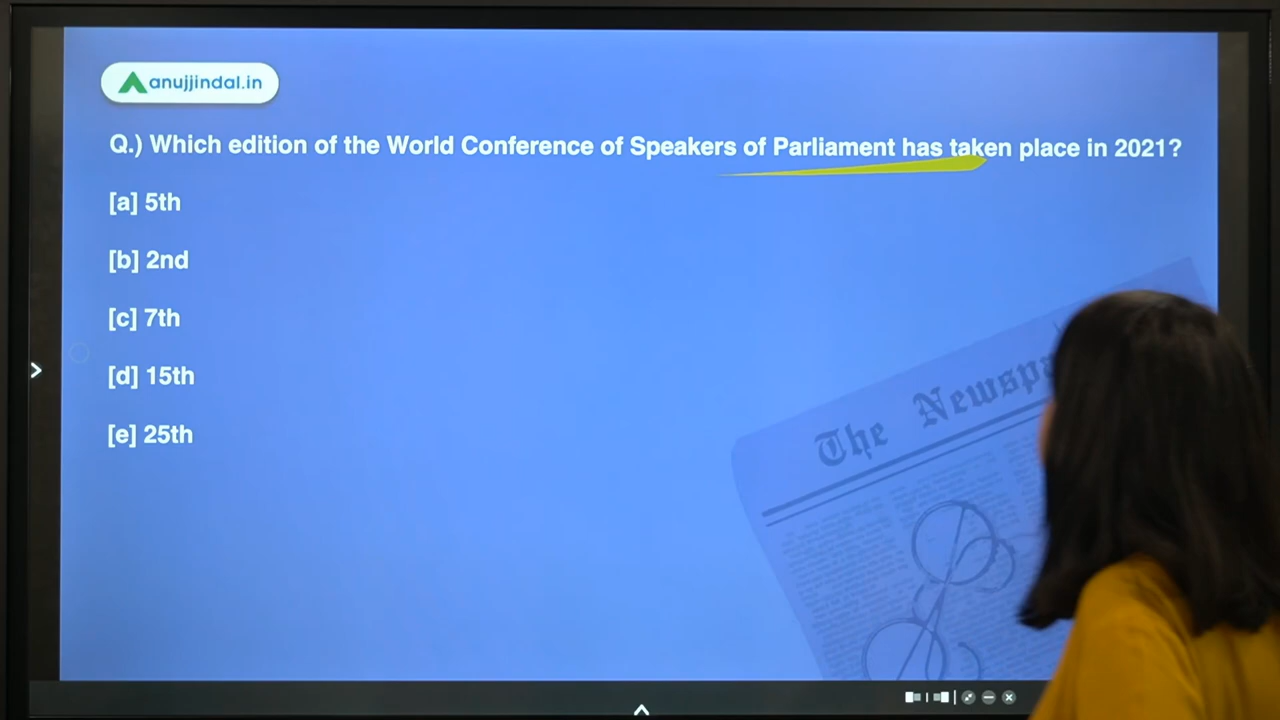 anujjindal.in
Q.) Which edition of the World Conference of Speakers of Parliament has taken place in 2021?
[a] 5th
[b] 2nd
[c] 7th
[d] 15th
[e] 25th
The Newspa